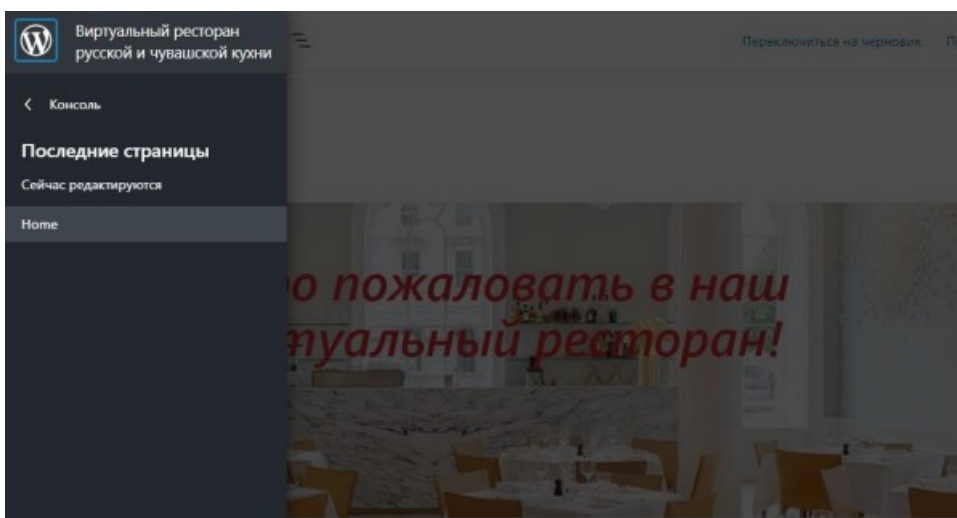 Виртуальный ресторан
русской и чувашской кухни
Переключиться на черновик
Консоль
Последние страницы
Сейчас редактируются
Home
о пожаловать в наш
туальный ресторан!